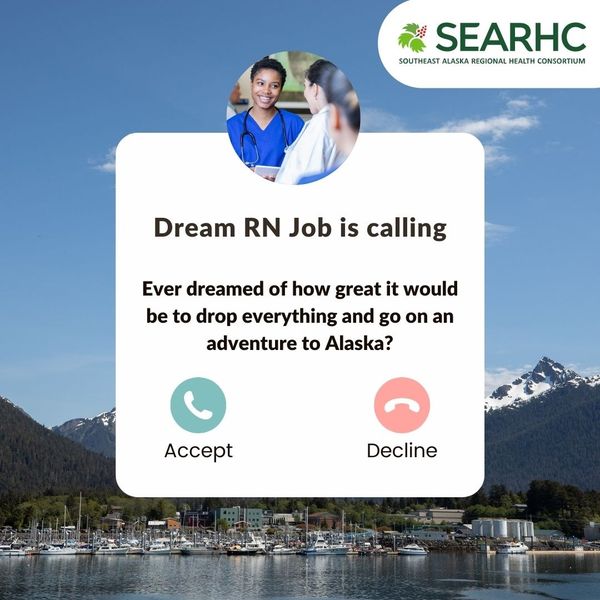 SEARHC
SOUTHEAST ALASKA REGIONAL HEALTH CONSORTIUM
Dream RN Job is calling
Ever dreamed of how great it would
be to drop everything and go on an
adventure to Alaska?
Accept
Decline